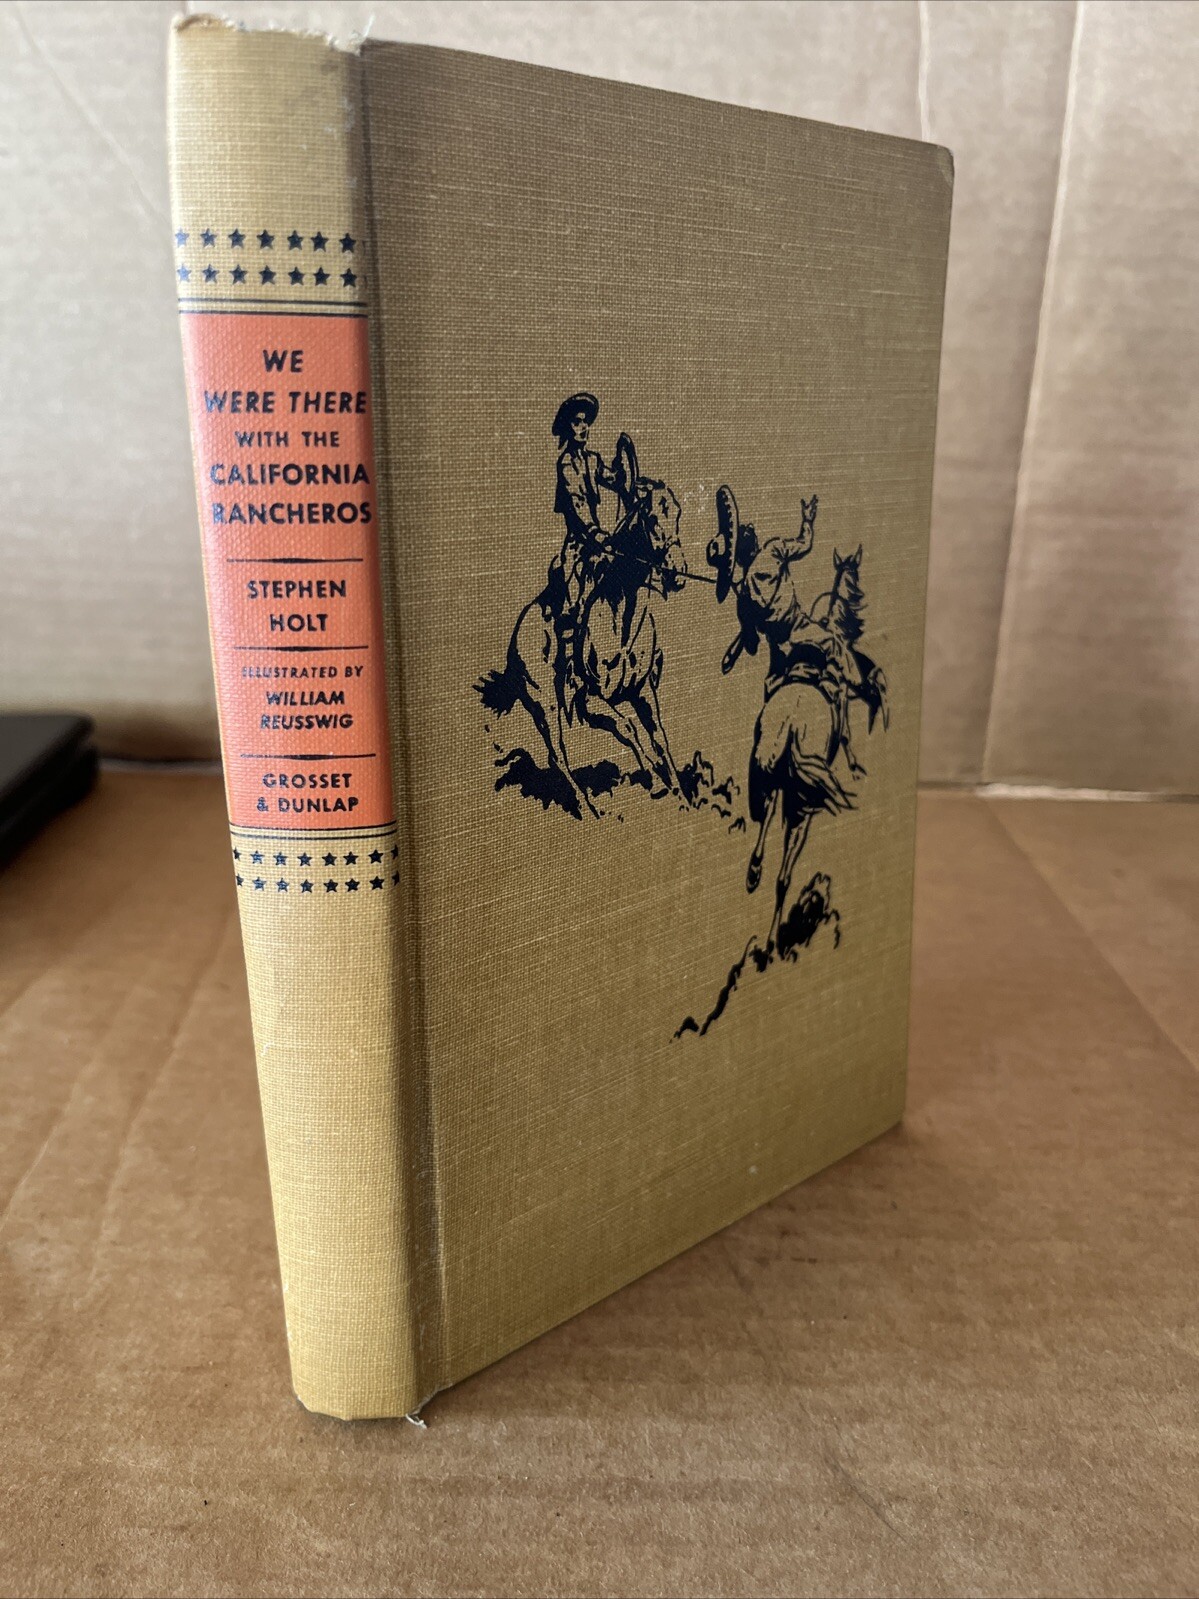 WE
WERE THERE
WITH THE
CALIFORNIA
RANCHEROS
STEPHEN
HOLT
ILLUSTRATED BY
WILLIAM
REUSSWIG
GROSSET
& DUNLAP